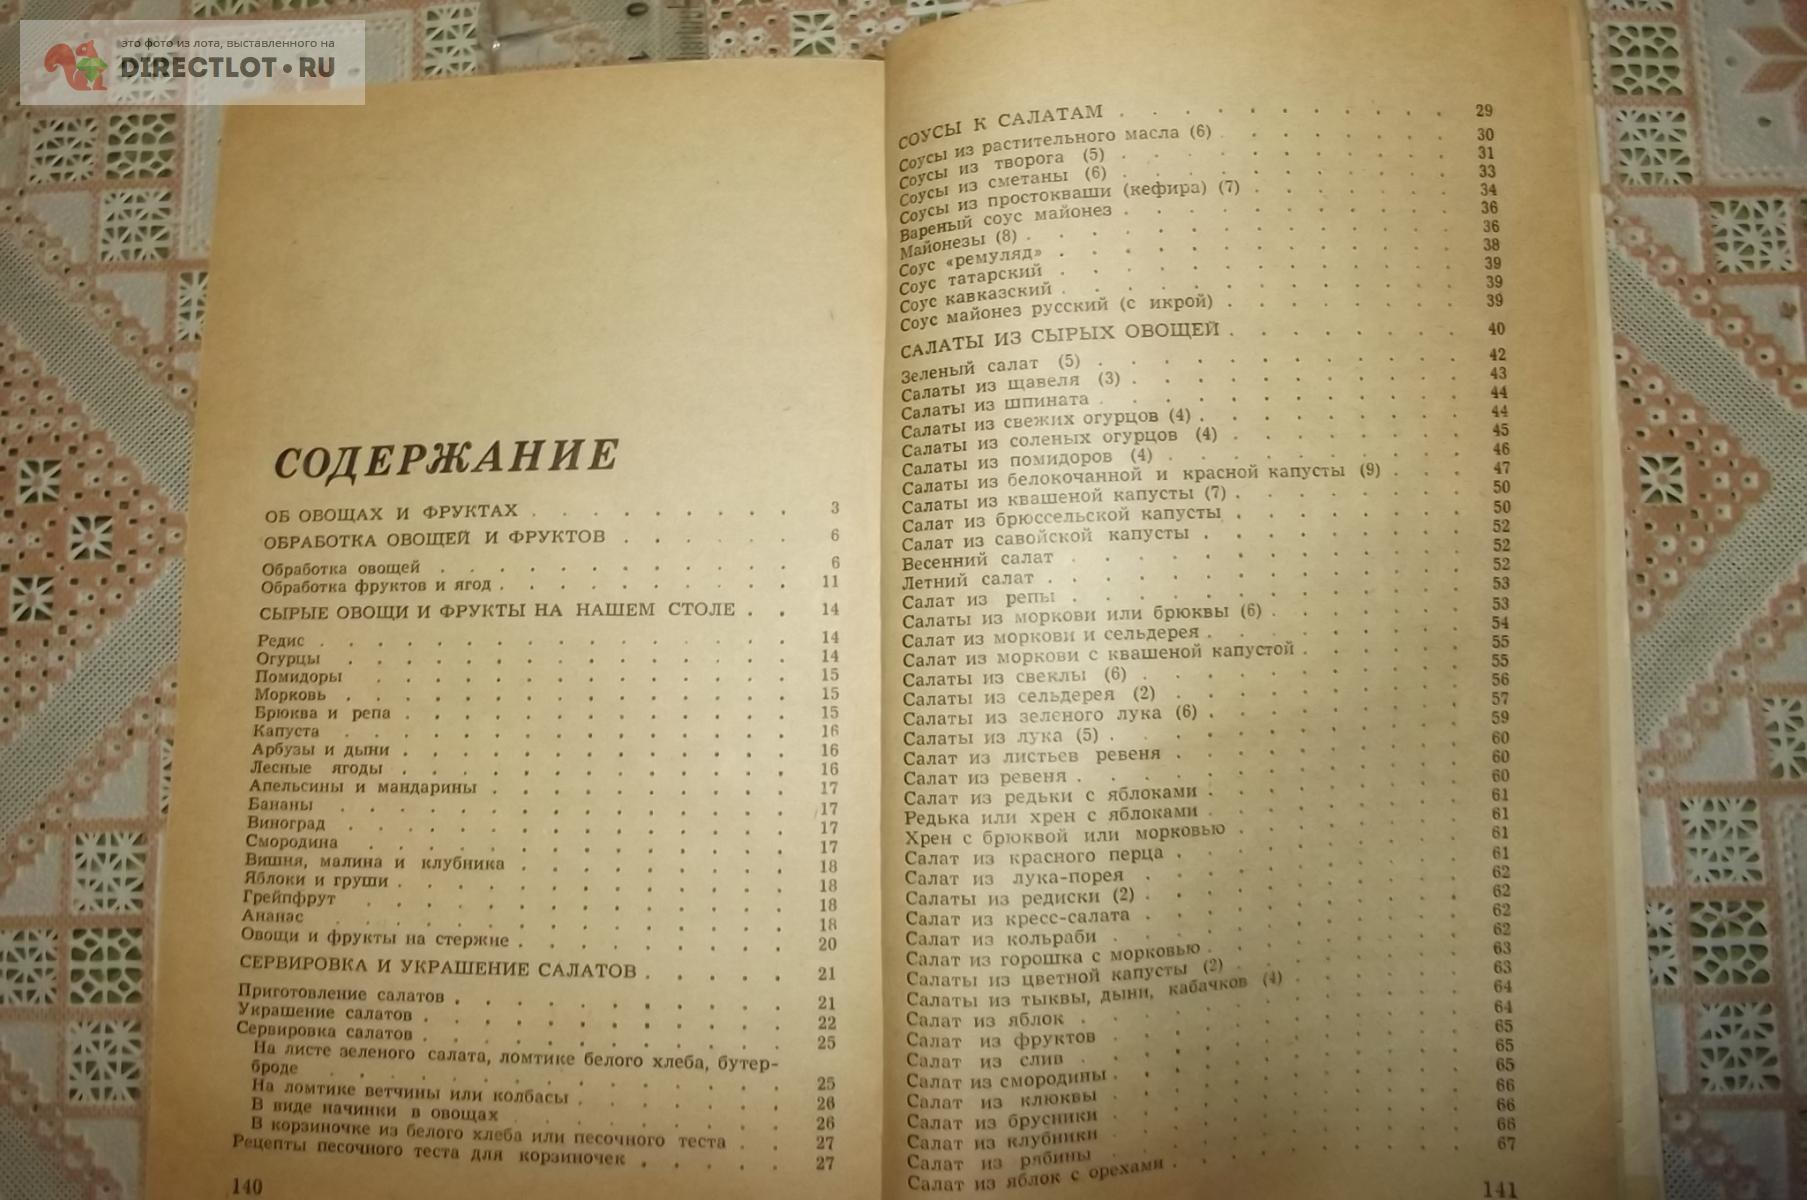 это фото из лота, выставленного на
DIRECTLOT•RU
СОДЕРЖАНИЕ
ОБ ОВОЩАХ И ФРУКТАХ . . . . . . . . . 3
ОБРАБОТКА ОВОЩЕЙ И ФРУКТОВ . . . . . . 6
Обработка овощей . . . . . . . . . . . 6
Обработка фруктов и ягод . . . . . . . . . 11
СЫРЫЕ ОВОЩИ И ФРУКТЫ НА НАШЕМ СТОЛЕ . . 14
Редис . . . . . . . . . . . . . . . 14
Огурцы . . . . . . . . . . . . . . 14
Помидоры . . . . . . . . . . . . . 15
Морковь . . . . . . . . . . . . . . 15
Брюква и репа . . . . . . . . . . . . 15
Капуста . . . . . . . . . . . . . . 16
Арбузы и дыни . . . . . . . . . . . . 16
Лесные ягоды . . . . . . . . . . . . 16
Апельсины и мандарины . . . . . . . . . 17
Бананы . . . . . . . . . . . . . . 17
Виноград . . . . . . . . . . . . . . 17
Смородина . . . . . . . . . . . . . 17
Вишня, малина и клубника . . . . . . . . . 18
Яблоки и груши . . . . . . . . . . . . 18
Грейпфрут . . . . . . . . . . . . . 18
Ананас . . . . . . . . . . . . . . 18
Овощи и фрукты на стержне . . . . . . . . 20
СЕРВИРОВКА И УКРАШЕНИЕ САЛАТОВ . . . . . 21
Приготовление салатов . . . . . . . . . . 21
Украшение салатов . . . . . . . . . . . 22
Сервировка салатов . . . . . . . . . . . 25
На листе зеленого салата, ломтике белого хлеба, бутер-
броде . . . . . . . . . . . . . . 25
На ломтике ветчины или колбасы . . . . . . 26
В виде начинки в овощах . . . . . . . . 26
В корзиночке из белого хлеба или песочного теста . . 27
Рецепты песочного теста для корзиночек . . . . . 27
140
СОУСЫ К САЛАТАМ . . . . . . . . . . 29
Соусы из растительного масла (6) . . . . . . . 30
Соусы из творога (5) . . . . . . . . . . 31
Соусы из сметаны (6) . . . . . . . . . . 33
Соусы из простокваши (кефира) (7) . . . . . . 34
Вареный соус майонез . . . . . . . . . . 36
Майонезы (8) . . . . . . . . . . . . . 36
Соус «ремуляд» . . . . . . . . . . . . 38
Соус татарский . . . . . . . . . . . . 39
Соус кавказский . . . . . . . . . . . . 39
Соус майонез русский (с икрой) . . . . . . . 39
САЛАТЫ ИЗ СЫРЫХ ОВОЩЕЙ . . . . . . . 40
Зеленый салат (5) . . . . . . . . . . . 42
Салаты из щавеля (3) . . . . . . . . . . 43
Салаты из шпината . . . . . . . . . . . 44
Салаты из свежих огурцов (4) . . . . . . . . 44
Салаты из соленых огурцов (4) . . . . . . . 45
Салаты из помидоров (4) . . . . . . . . . 46
Салаты из белокочанной и красной капусты (9) . . . 47
Салаты из квашеной капусты (7) . . . . . . . 50
Салат из брюссельской капусты . . . . . . . 50
Салат из савойской капусты . . . . . . . . 52
Весенний салат . . . . . . . . . . . . 52
Летний салат . . . . . . . . . . . . . 52
Салат из репы . . . . . . . . . . . . 53
Салаты из моркови или брюквы (6) . . . . . . 53
Салат из моркови и сельдерея . . . . . . . . 54
Салат из моркови с квашеной капустой . . . . . 55
Салаты из свеклы (6) . . . . . . . . . . 55
Салаты из сельдерея (2) . . . . . . . . . 56
Салаты из зеленого лука (6) . . . . . . . . 57
Салаты из лука (5) . . . . . . . . . . . 59
Салат из листьев ревеня . . . . . . . . . 60
Салат из ревеня . . . . . . . . . . . . 60
Салат из редьки с яблоками . . . . . . . . 60
Редька или хрен с яблоками . . . . . . . . 61
Хрен с брюквой или морковью . . . . . . . 61
Салат из красного перца . . . . . . . . . 61
Салат из лука-порея . . . . . . . . . . 61
Салаты из редиски (2) . . . . . . . . . . 62
Салат из кресс-салата . . . . . . . . . . 62
Салат из кольраби . . . . . . . . . . . 62
Салат из горошка с морковью . . . . . . . . 62
Салаты из цветной капусты (2) . . . . . . . 63
Салаты из тыквы, дыни, кабачков (4) . . . . . 63
Салат из яблок . . . . . . . . . . . . 64
Салат из фруктов . . . . . . . . . . . 64
Салат из слив . . . . . . . . . . . . 65
Салат из смородины . . . . . . . . . . . 65
Салат из клюквы . . . . . . . . . . . 65
Салат из брусники . . . . . . . . . . . 66
Салат из клубники . . . . . . . . . . . 66
Салат из рябины . . . . . . . . . . . 66
Салат из яблок с орехами . . . . . . . . . 67
141